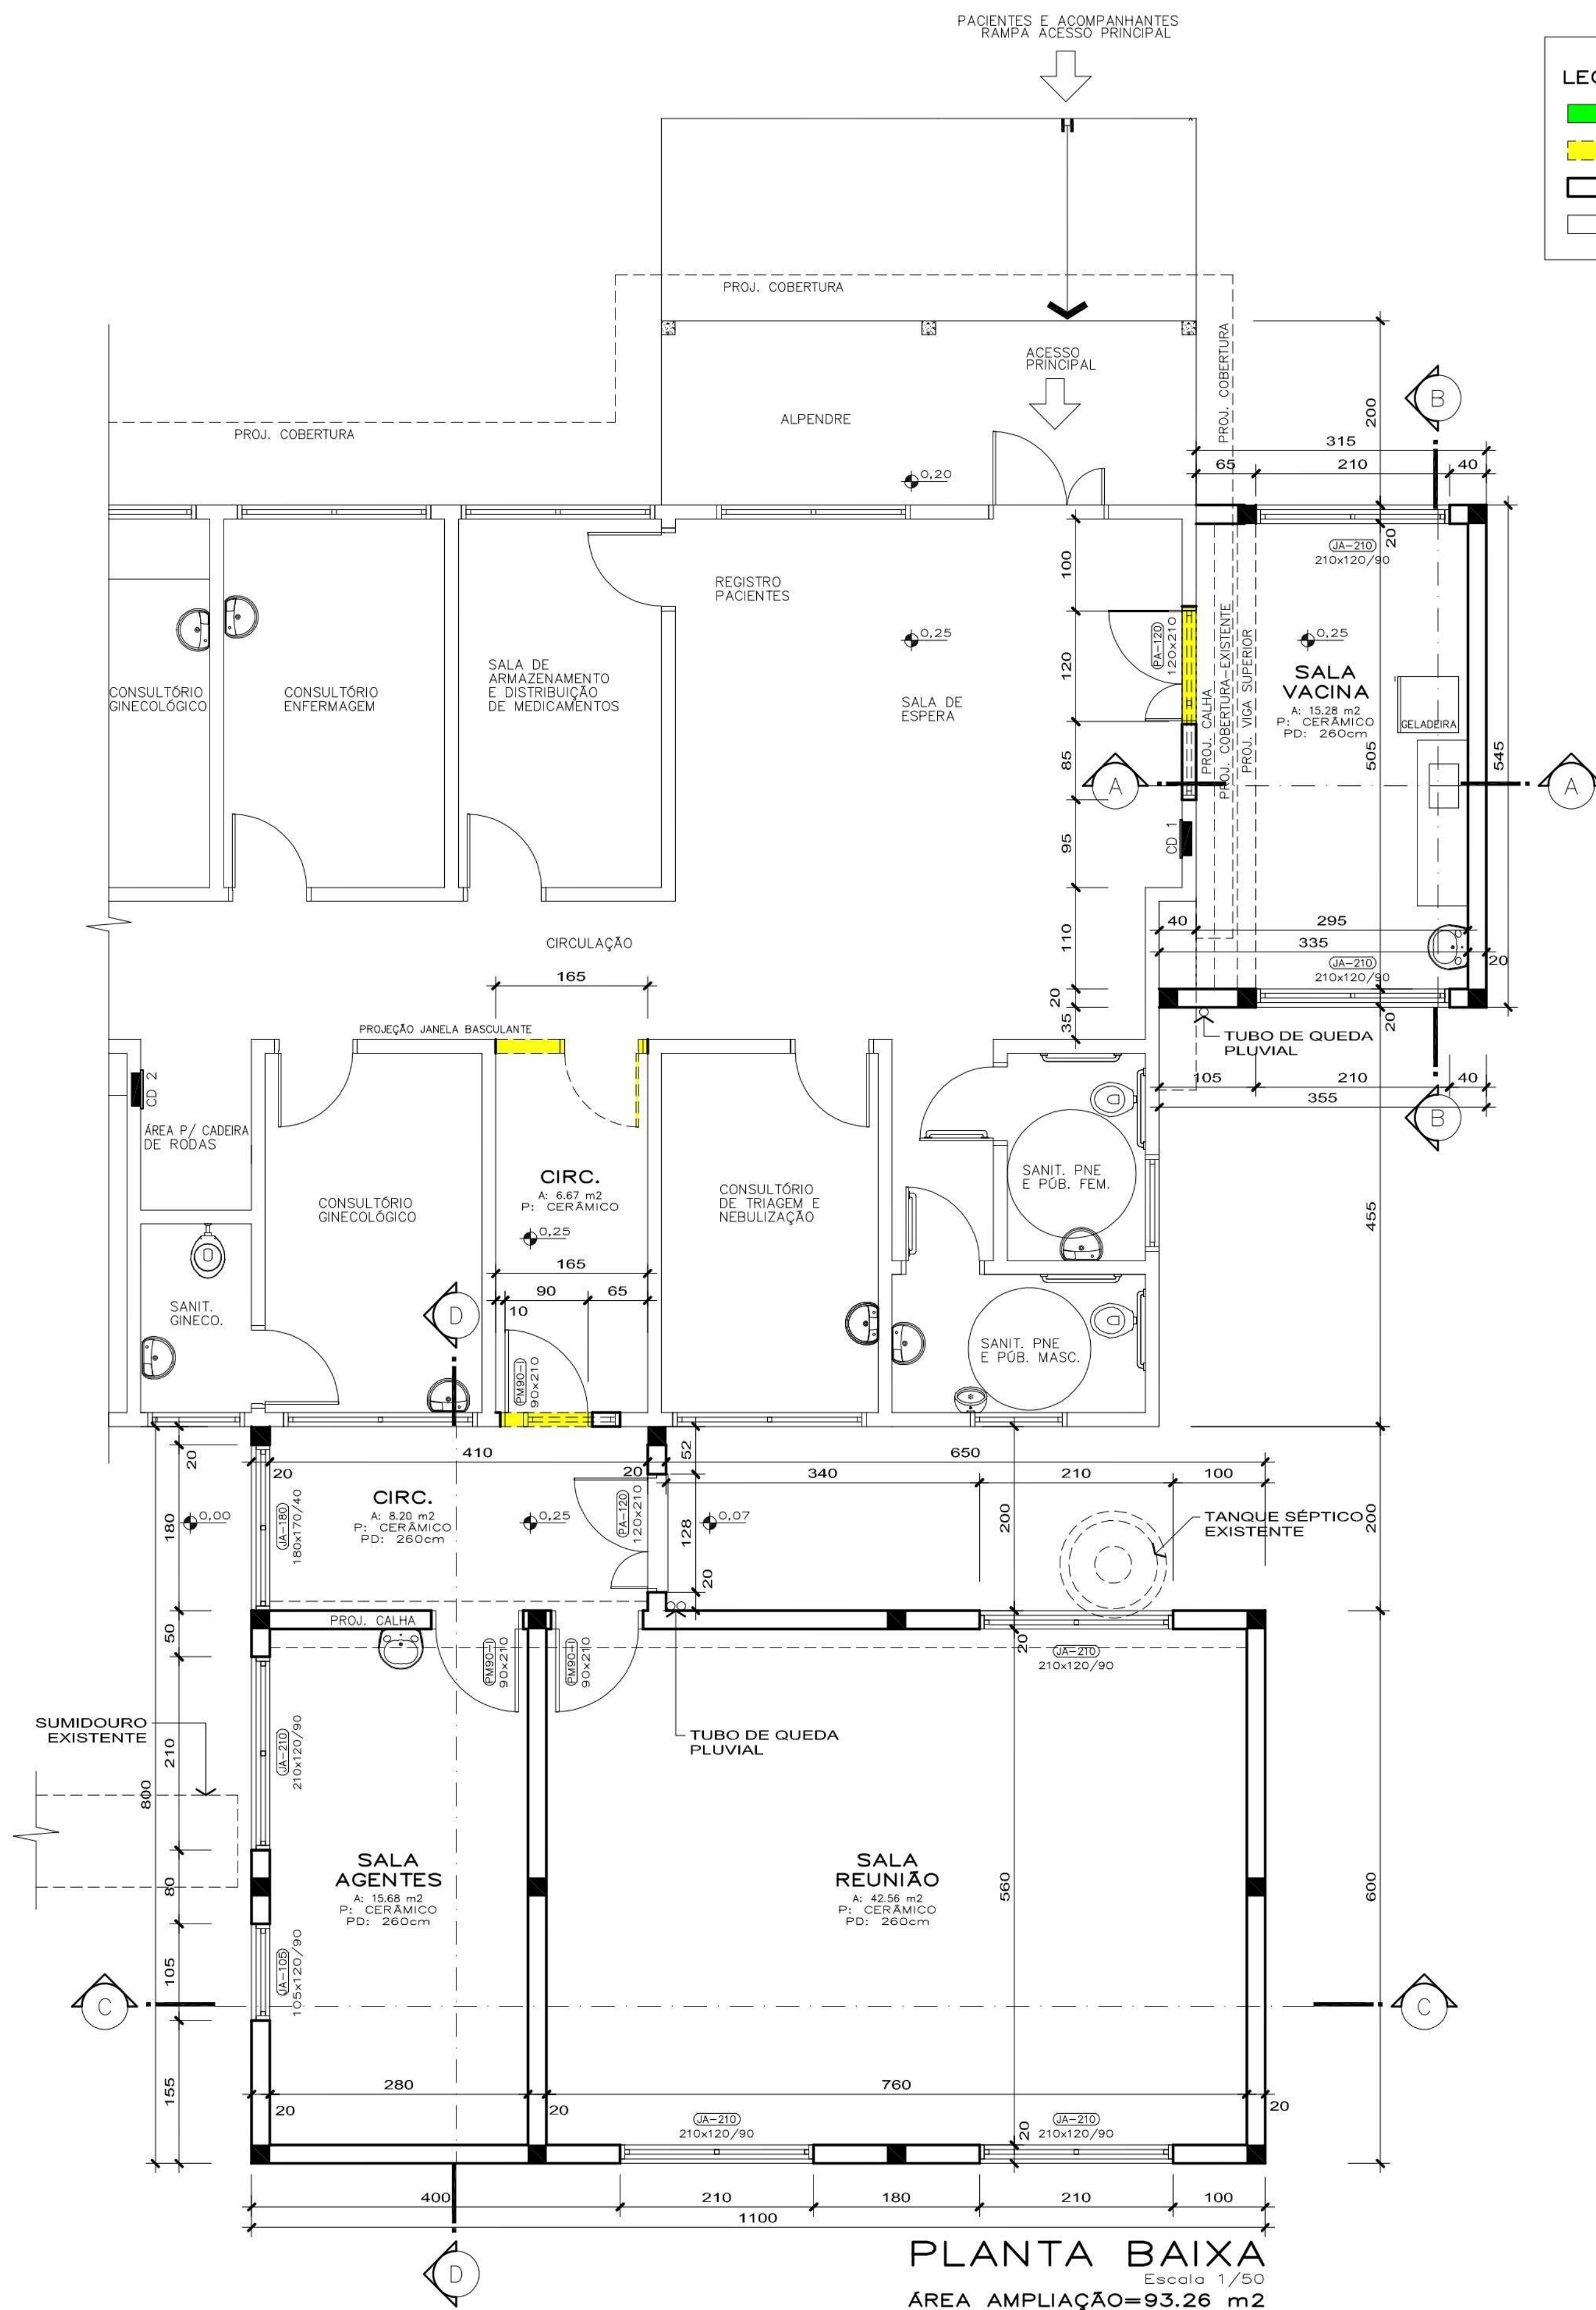 PACIENTES E ACOMPANHANTES
RAMPA ACESSO PRINCIPAL
PROJ. COBERTURA
PROJ. COBERTURA
PROJ. COBERTURA
ACESSO
PRINCIPAL
ALPENDRE
0,20
200
B
315
65
210
40
20
JA-210
210x120/90
REGISTRO
PACIENTES
100
0,25
PA-120
120x210
120
0,25
SALA
VACINA
A: 15.28 m2
P: CERÂMICO
PD: 260cm
GELADEIRA
PROJ. CALHA
PROJ. COBERTURA-EXISTENTE
PROJ. VIGA SUPERIOR
505
545
CONSULTÓRIO
GINECOLÓGICO
CONSULTÓRIO
ENFERMAGEM
SALA DE
ARMAZENAMENTO
E DISTRIBUIÇÃO
DE MEDICAMENTOS
SALA DE
ESPERA
85
A
A
CD 1
95
110
20
35
40
295
335
JA-210
210x120/90
20
20
CIRCULAÇÃO
165
PROJEÇÃO JANELA BASCULANTE
TUBO DE QUEDA
PLUVIAL
105
210
40
355
B
CD 2
ÁREA P/ CADEIRA
DE RODAS
CONSULTÓRIO
GINECOLÓGICO
CIRC.
A: 6.67 m2
P: CERÂMICO
0,25
165
90
65
10
PM90-I
90x210
CONSULTÓRIO
DE TRIAGEM E
NEBULIZAÇÃO
SANIT. PNE
E PÚB. FEM.
455
SANIT.
GINECO.
D
SANIT. PNE
E PÚB. MASC.
20
20
410
20
52
650
340
210
100
CIRC.
A: 8.20 m2
P: CERÂMICO
PD: 260cm
0,00
180
JA-180
180x170/40
0,25
PA-120
120x210
128
0,07
20
200
TANQUE SÉPTICO
EXISTENTE
200
PROJ. CALHA
50
PM90-I
90x210
PM90-I
90x210
20
JA-210
210x120/90
SUMIDOURO
EXISTENTE
TUBO DE QUEDA
PLUVIAL
210
JA-210
210x120/90
800
80
SALA
AGENTES
A: 15.68 m2
P: CERÂMICO
PD: 260cm
SALA
REUNIÃO
A: 42.56 m2
P: CERÂMICO
PD: 260cm
560
600
105
JA-105
105x120/90
C
C
155
280
760
20
20
20
JA-210
210x120/90
20
JA-210
210x120/90
400
210
180
210
100
1100
D
PLANTA BAIXA
Escala 1/50
ÁREA AMPLIAÇÃO=93.26 m2